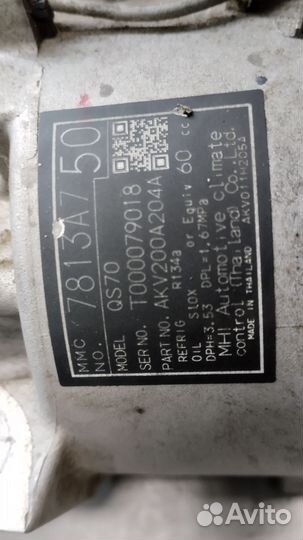 MMC NO. 7813A750
MODEL QS70
SER NO. T000079018
PART NO. AKV200A204A
REFRIG R134a
OIL S10X or Equiv 60 cc
DPH=3.53 DPL=1.67MPa
MHI Automotive climate
control (Thailand) Co.,Ltd.
MADE IN THAILAND AKV011H205A
Avito